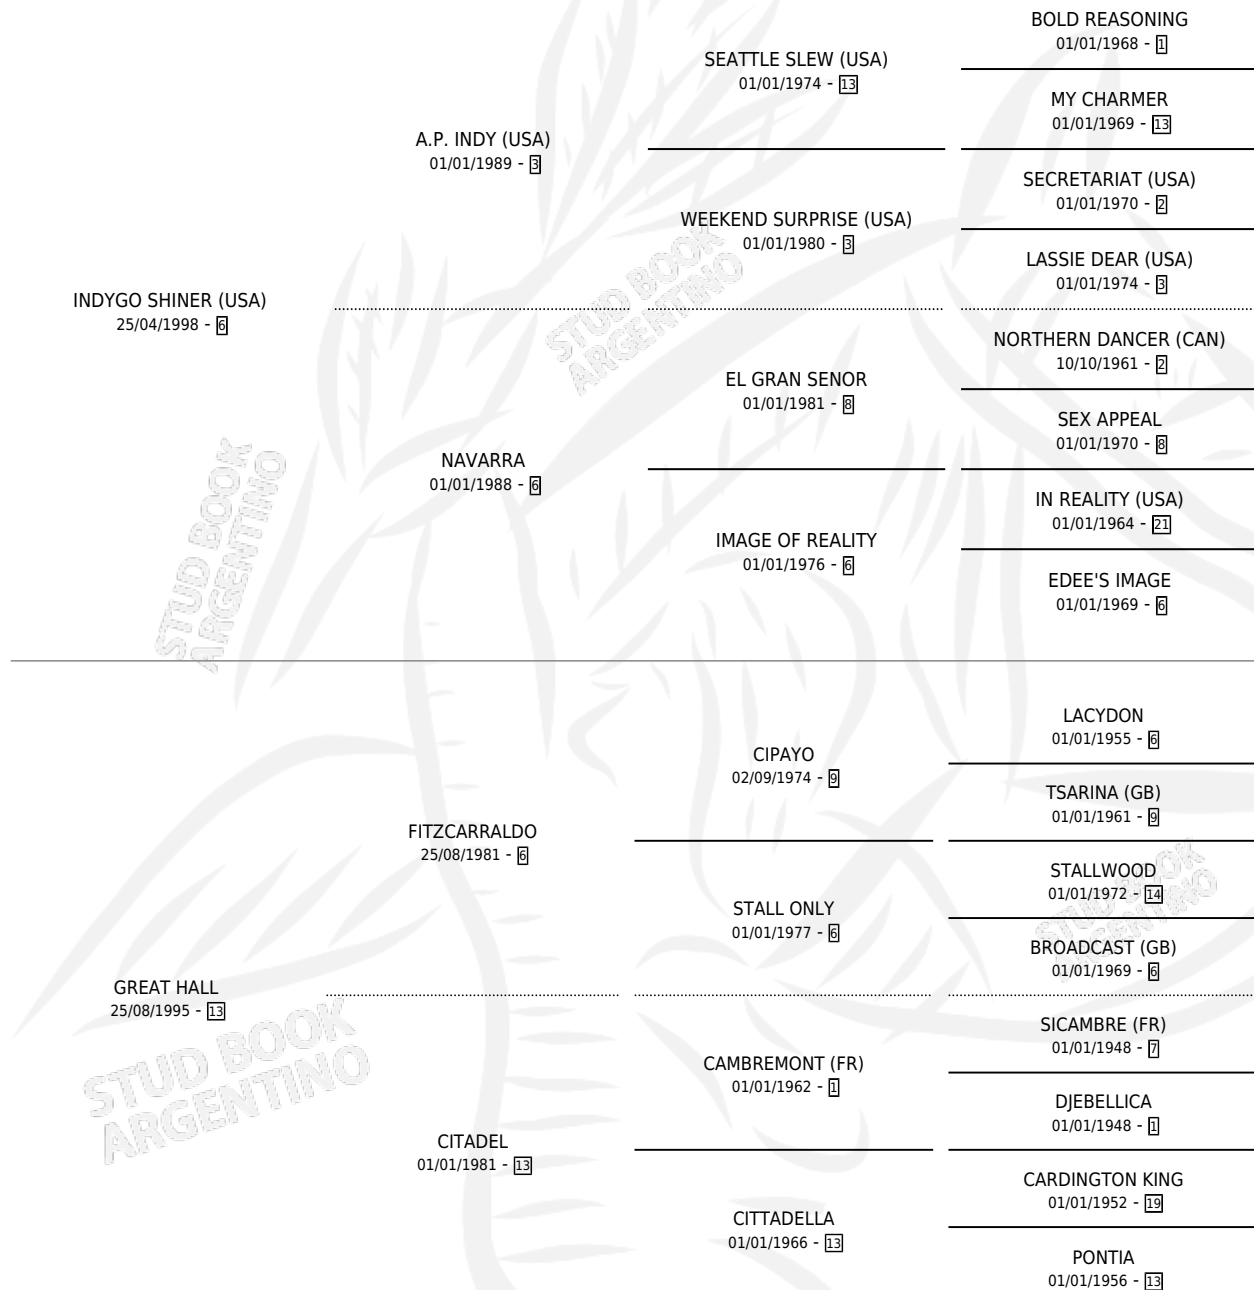 BOLD REASONING
01/01/1968 - 1
SEATTLE SLEW (USA)
01/01/1974 - 13
MY CHARMER
01/01/1969 - 13
A.P. INDY (USA)
01/01/1989 - 3
SECRETARIAT (USA)
01/01/1970 - 2
WEEKEND SURPRISE (USA)
01/01/1980 - 3
LASSIE DEAR (USA)
01/01/1974 - 3
INDYGO SHINER (USA)
25/04/1998 - 6
NORTHERN DANCER (CAN)
10/10/1961 - 2
EL GRAN SENOR
01/01/1981 - 8
SEX APPEAL
01/01/1970 - 8
NAVARRA
01/01/1988 - 6
IN REALITY (USA)
01/01/1964 - 21
IMAGE OF REALITY
01/01/1976 - 6
EDEE'S IMAGE
01/01/1969 - 6
LACYDON
01/01/1955 - 6
CIPAYO
02/09/1974 - 9
TSARINA (GB)
01/01/1961 - 9
FITZCARRALDO
25/08/1981 - 6
STALLWOOD
01/01/1972 - 14
STALL ONLY
01/01/1977 - 6
BROADCAST (GB)
01/01/1969 - 6
GREAT HALL
25/08/1995 - 13
SICAMBRE (FR)
01/01/1948 - 7
CAMBREMONT (FR)
01/01/1962 - 1
DJEBELLICA
01/01/1948 - 1
CITADEL
01/01/1981 - 13
CARDINGTON KING
01/01/1952 - 19
CITTADELLA
01/01/1966 - 13
PONTIA
01/01/1956 - 13
STUD BOOK
ARGENTINO
STUD BOOK
ARGENTINO
STUD BOOK
ARGENTINO
STUD BOOK
ARGENTINO